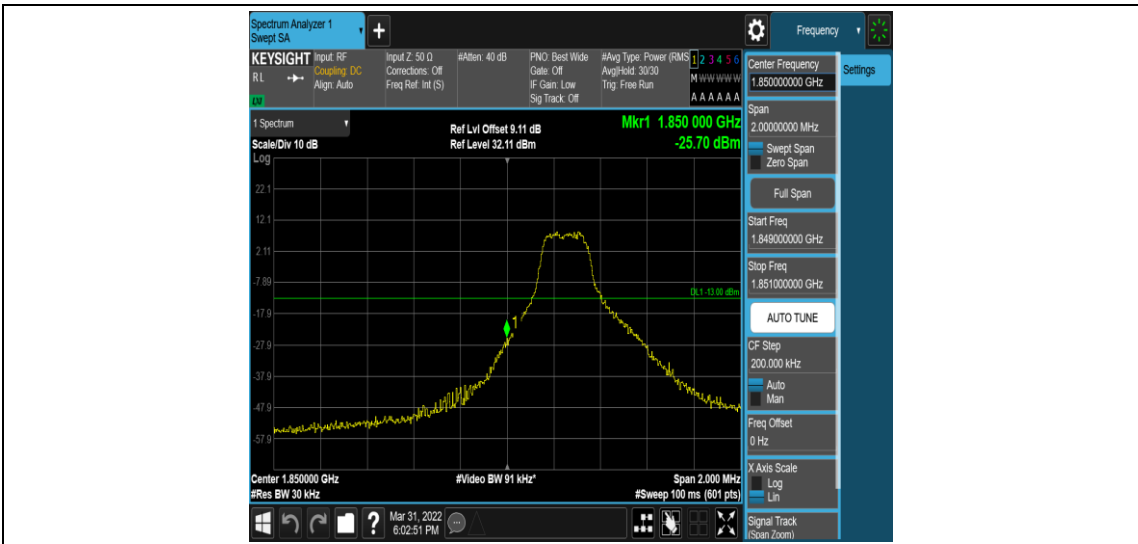 Spectrum Analyzer 1
Swept SA
+
Frequency
KEYSIGHT
R L
LXI
Input: RF
Coupling: DC
Align: Auto
Input Z: 50 Ω
Corrections: Off
Freq Ref: Int (S)
#Atten: 40 dB
PNO: Best Wide
Gate: Off
IF Gain: Low
Sig Track: Off
#Avg Type: Power (RMS
Avg|Hold: 30/30
Trig: Free Run
1 2 3 4 5 6
M W W W W W
A A A A A A
Center Frequency
1.850000000 GHz
Settings
Span
2.00000000 MHz
Swept Span
Zero Span
Full Span
Start Freq
1.849000000 GHz
Stop Freq
1.851000000 GHz
AUTO TUNE
CF Step
200.000 kHz
Auto
Man
Freq Offset
0 Hz
X Axis Scale
Log
Lin
Signal Track
(Span Zoom)
1 Spectrum
Scale/Div 10 dB
Ref Lvl Offset 9.11 dB
Ref Level 32.11 dBm
Mkr1 1.850 000 GHz
-25.70 dBm
Log
22.1
12.1
2.11
-7.89
DL1 -13.00 dBm
-17.9
1
-27.9
-37.9
-47.9
-57.9
Center 1.850000 GHz
#Video BW 91 kHz*
Span 2.000 MHz
#Res BW 30 kHz
#Sweep 100 ms (601 pts)
?
Mar 31, 2022
6:02:51 PM